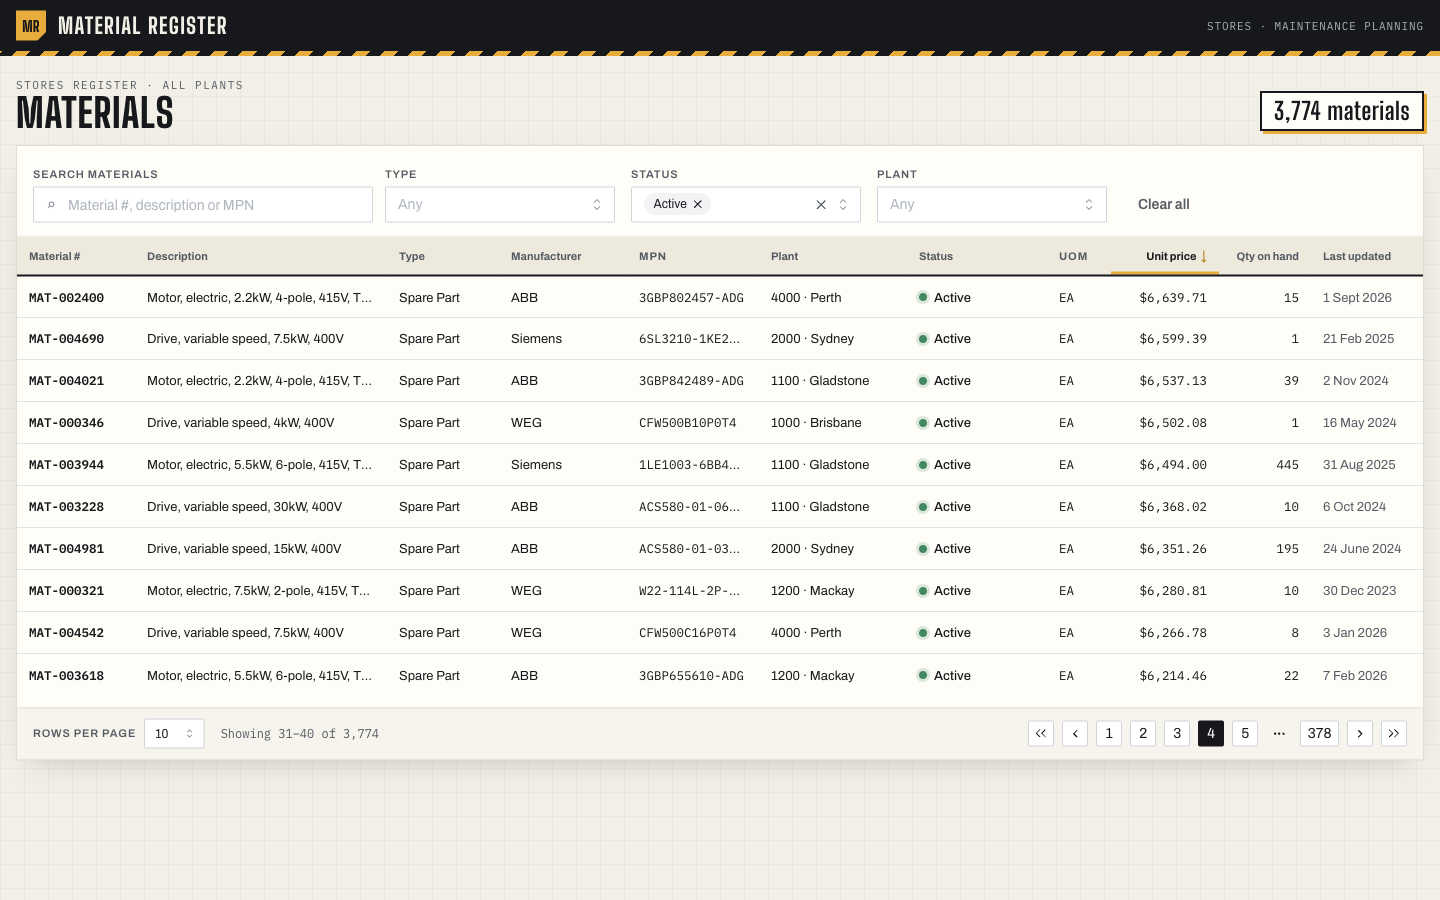 MR MATERIAL REGISTER STORES · MAINTENANCE PLANNING
STORES REGISTER · ALL PLANTS
MATERIALS
3,774 materials
SEARCH MATERIALS TYPE STATUS PLANT
Material #, description or MPN Any Active Any Clear all
Material # Description Type Manufacturer MPN Plant Status UOM Unit price ↓ Qty on hand Last updated
MAT-002400 Motor, electric, 2.2kW, 4-pole, 415V, T... Spare Part ABB 3GBP802457-ADG 4000 · Perth Active EA $6,639.71 15 1 Sept 2026
MAT-004690 Drive, variable speed, 7.5kW, 400V Spare Part Siemens 6SL3210-1KE2... 2000 · Sydney Active EA $6,599.39 1 21 Feb 2025
MAT-004021 Motor, electric, 2.2kW, 4-pole, 415V, T... Spare Part ABB 3GBP842489-ADG 1100 · Gladstone Active EA $6,537.13 39 2 Nov 2024
MAT-000346 Drive, variable speed, 4kW, 400V Spare Part WEG CFW500B10P0T4 1000 · Brisbane Active EA $6,502.08 1 16 May 2024
MAT-003944 Motor, electric, 5.5kW, 6-pole, 415V, T... Spare Part Siemens 1LE1003-6BB4... 1100 · Gladstone Active EA $6,494.00 445 31 Aug 2025
MAT-003228 Drive, variable speed, 30kW, 400V Spare Part ABB ACS580-01-06... 1100 · Gladstone Active EA $6,368.02 10 6 Oct 2024
MAT-004981 Drive, variable speed, 15kW, 400V Spare Part ABB ACS580-01-03... 2000 · Sydney Active EA $6,351.26 195 24 June 2024
MAT-000321 Motor, electric, 7.5kW, 2-pole, 415V, T... Spare Part WEG W22-114L-2P-... 1200 · Mackay Active EA $6,280.81 10 30 Dec 2023
MAT-004542 Drive, variable speed, 7.5kW, 400V Spare Part WEG CFW500C16P0T4 4000 · Perth Active EA $6,266.78 8 3 Jan 2026
MAT-003618 Motor, electric, 5.5kW, 6-pole, 415V, T... Spare Part ABB 3GBP655610-ADG 1200 · Mackay Active EA $6,214.46 22 7 Feb 2026
ROWS PER PAGE 10 Showing 31–40 of 3,774 1 2 3 4 5 ... 378